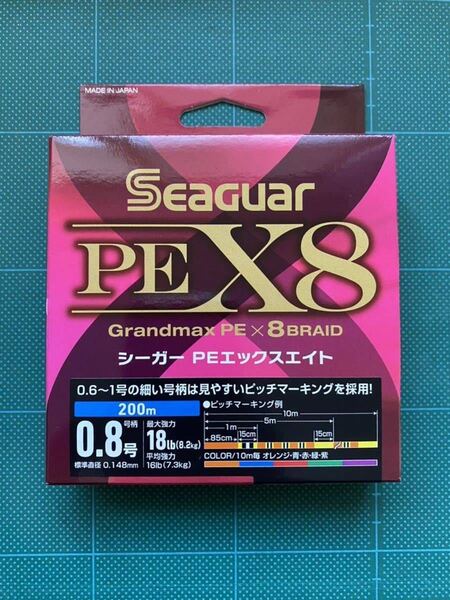 MADE IN JAPAN
SEAGUAR
PE X8
Grandmax PE×8 BRAID
シーガー PEエックスエイト
0.6〜1号の細い号柄は見やすいピッチマーキングを採用!
200m
号柄
0.8号
標準直径 0.148mm
最大強力
18lb(8.2kg)
平均強力
16lb(7.3kg)
●ピッチマーキング例
10m
5m
1m
85cm
15cm
15cm
COLOR/10m毎 オレンジ・青・赤・緑・紫